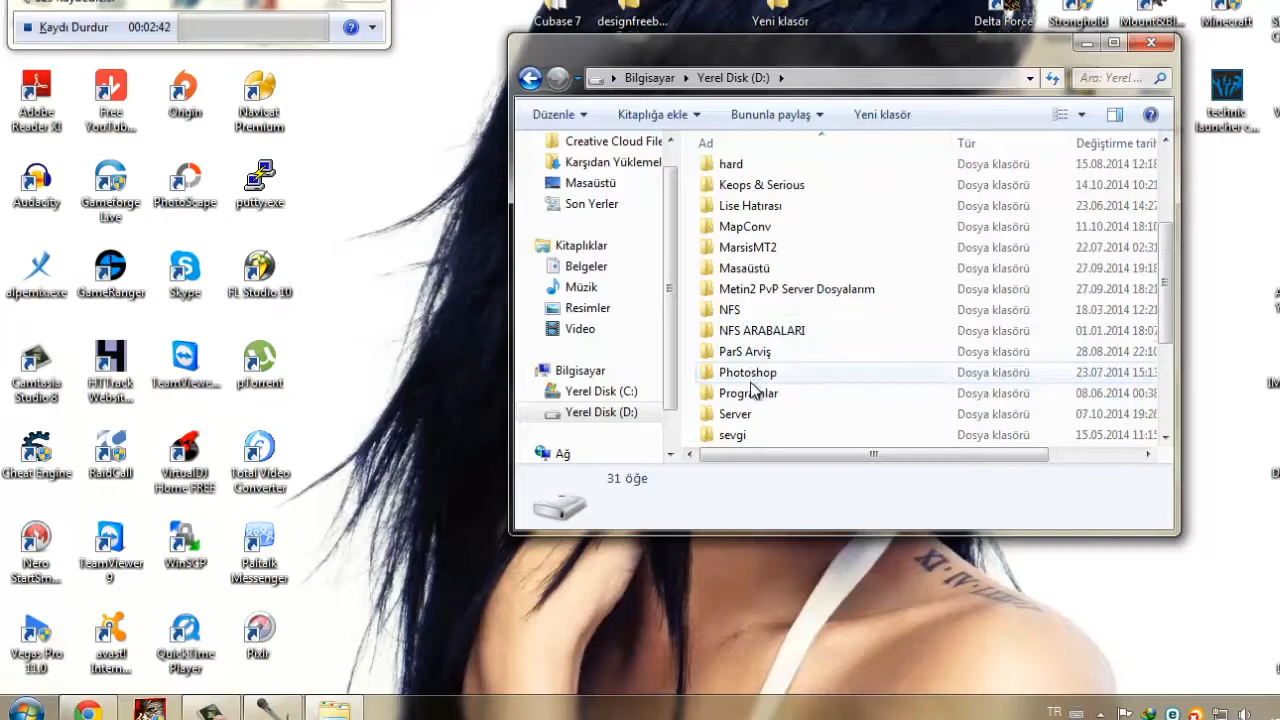 Kaydı Durdur 00:02:42
Cubase 7
designfreeb...
Yeni klasör
Delta Force
Stronghold
Mount&Bl...
Minecraft
Adobe
Reader XI
Free
YouTub...
Origin
Navicat
Premium
technic
launcher c...
Audacity
Gameforge
Live
PhotoScape
putty.exe
alpemix.exe
GameRanger
Skype
FL Studio 10
Camtasia
Studio 8
HTTrack
Websit...
TeamViewe...
µTorrent
Cheat Engine
RaidCall
VirtualDJ
Home FREE
Total Video
Converter
Nero
StartSm...
TeamViewer
9
WinSCP
Paltalk
Messenger
Vegas Pro
11.0
avast!
Intern...
QuickTime
Player
Pixlr
Bilgisayar Yerel Disk (D:)
Ara: Yerel ...
Düzenle Kitaplığa ekle Bununla paylaş Yeni klasör
Creative Cloud File
Karşıdan Yüklemel
Masaüstü
Son Yerler
Kitaplıklar
Belgeler
Müzik
Resimler
Video
Bilgisayar
Yerel Disk (C:)
Yerel Disk (D:)
Ağ
Ad Tür Değiştirme tarih
hard Dosya klasörü 15.08.2014 12:18
Keops & Serious Dosya klasörü 14.10.2014 10:21
Lise Hatırası Dosya klasörü 23.06.2014 14:27
MapConv Dosya klasörü 11.10.2014 18:10
MarsisMT2 Dosya klasörü 22.07.2014 02:31
Masaüstü Dosya klasörü 27.09.2014 19:18
Metin2 PvP Server Dosyalarım Dosya klasörü 27.09.2014 18:21
NFS Dosya klasörü 18.03.2014 12:21
NFS ARABALARI Dosya klasörü 01.01.2014 18:07
ParS Arviş Dosya klasörü 28.08.2014 22:10
Photoshop Dosya klasörü 23.07.2014 15:13
Programlar Dosya klasörü 08.06.2014 00:38
Server Dosya klasörü 07.10.2014 19:26
sevgi Dosya klasörü 15.05.2014 11:15
31 öğe
TR